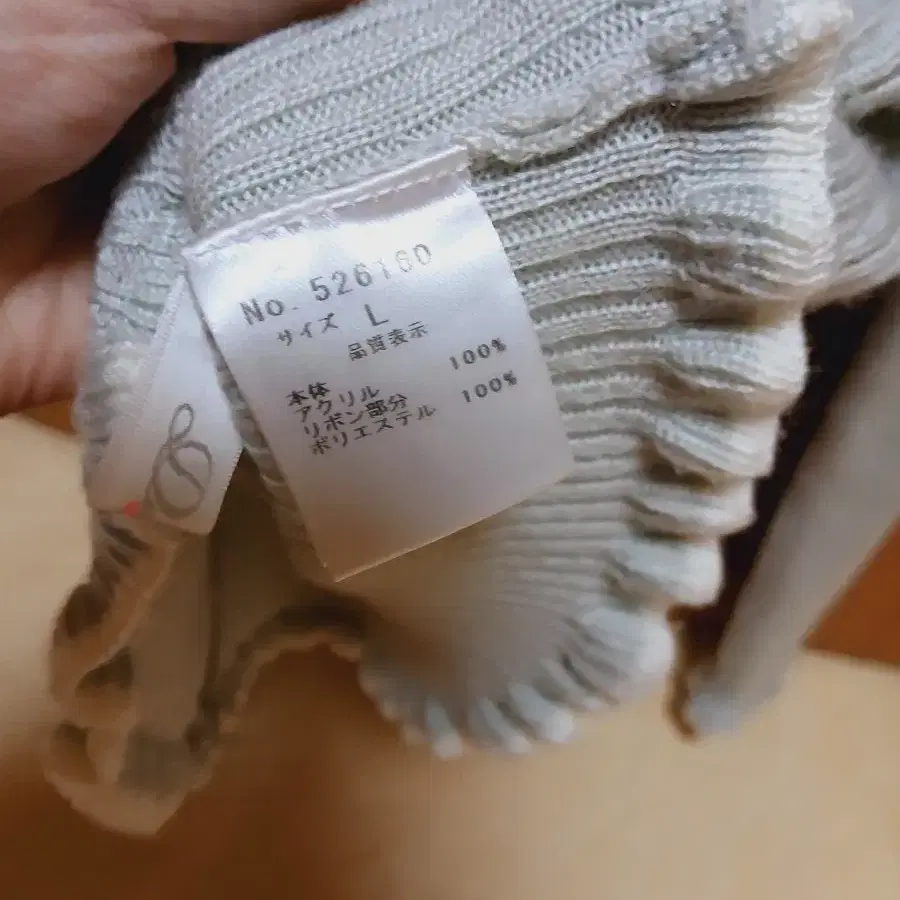 No. 526160
サイズ L
品質表示
本体
アクリル 100%
リボン部分
ポリエステル 100%